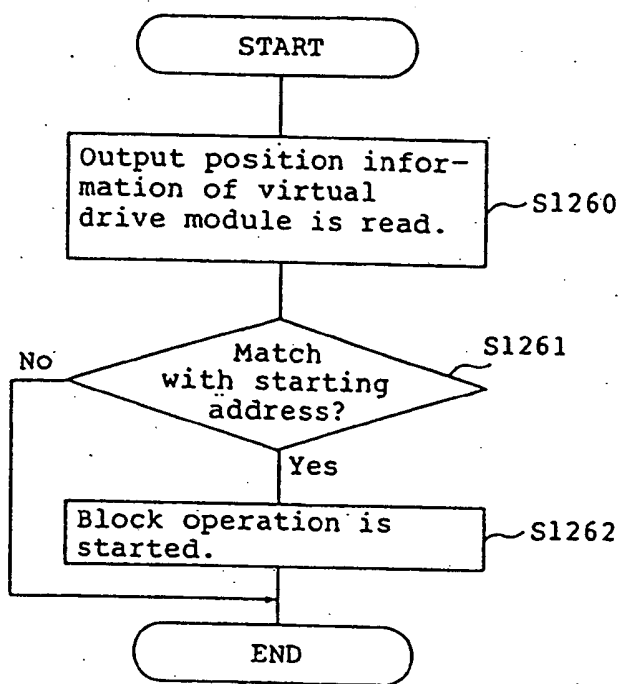 START
Output position infor-
mation of virtual
drive module is read.
S1260
Match
with starting
address?
S1261
No
Yes
Block operation is
started.
S1262
END